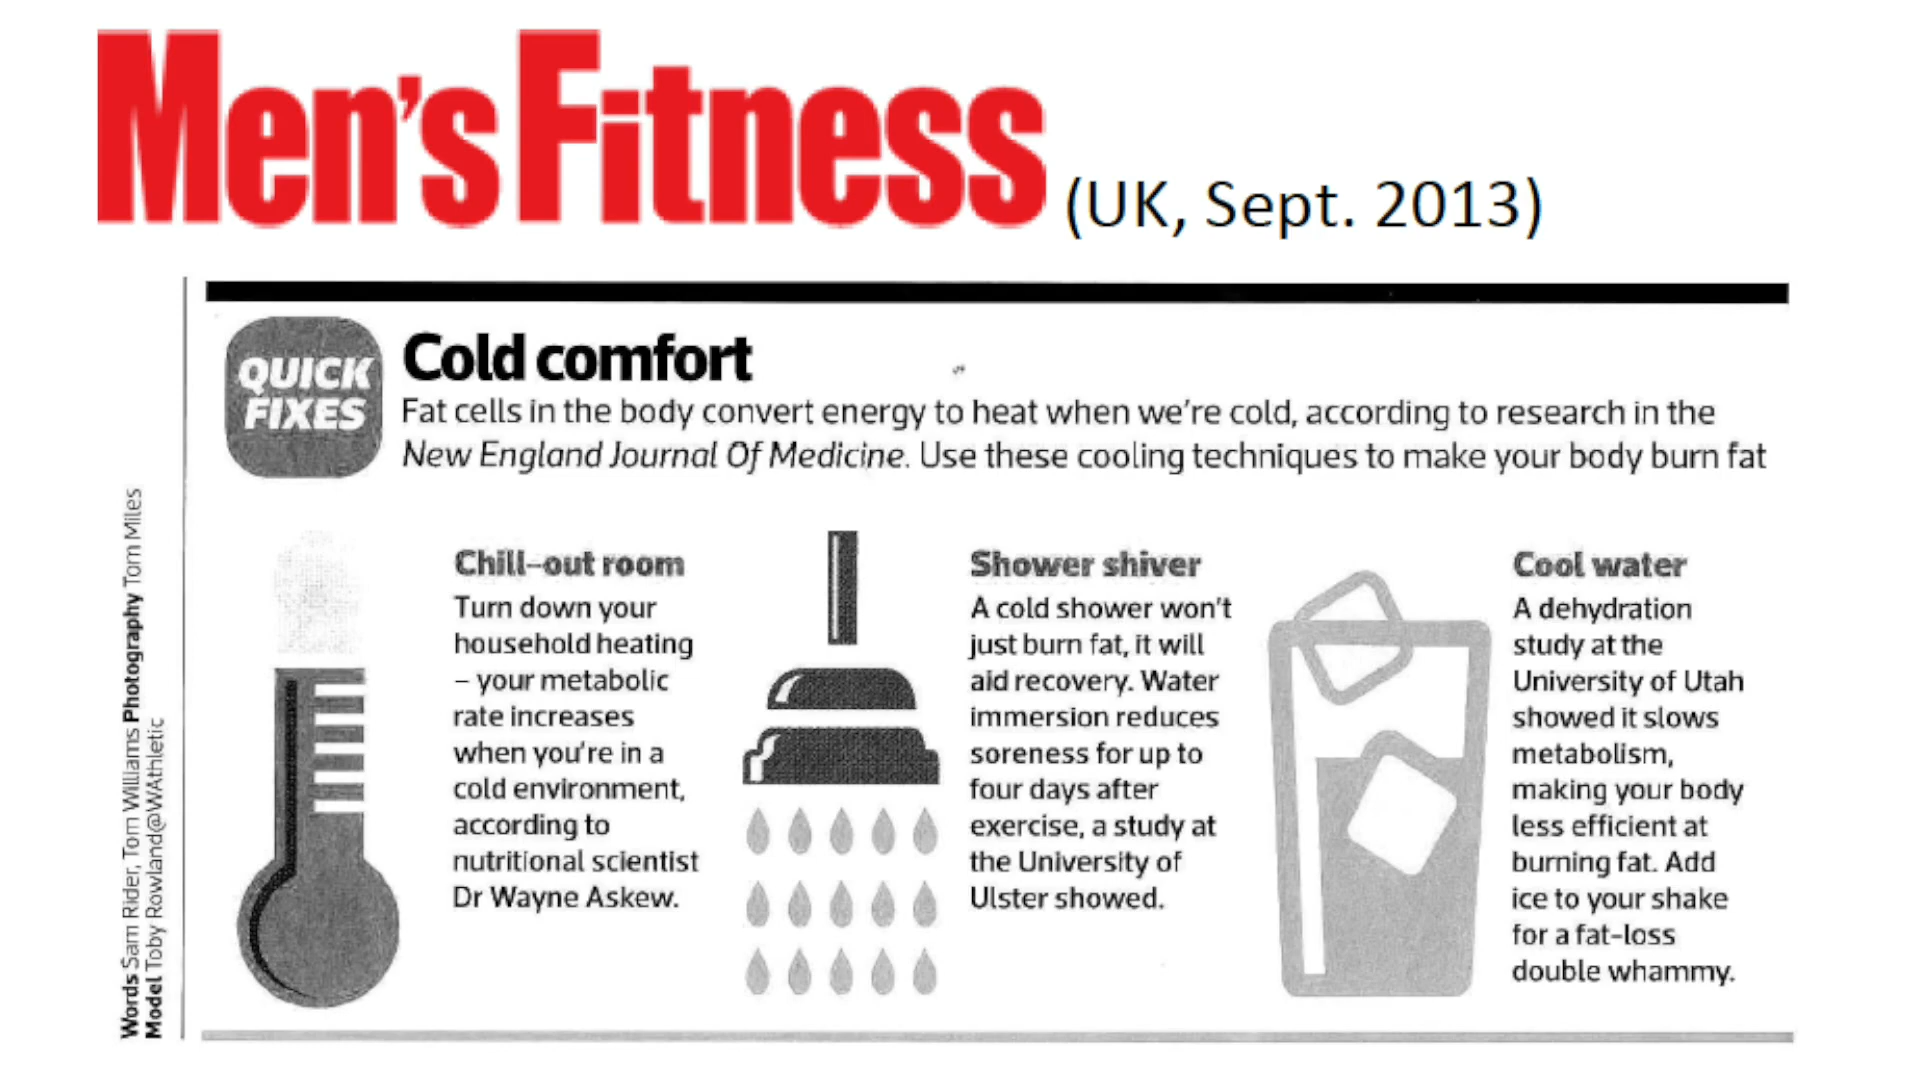 Men's Fitness (UK, Sept. 2013)
QUICK
FIXES
Cold comfort
Fat cells in the body convert energy to heat when we're cold, according to research in the
New England Journal Of Medicine. Use these cooling techniques to make your body burn fat
Chill-out room
Turn down your
household heating
– your metabolic
rate increases
when you're in a
cold environment,
according to
nutritional scientist
Dr Wayne Askew.
Shower shiver
A cold shower won't
just burn fat, it will
aid recovery. Water
immersion reduces
soreness for up to
four days after
exercise, a study at
the University of
Ulster showed.
Cool water
A dehydration
study at the
University of Utah
showed it slows
metabolism,
making your body
less efficient at
burning fat. Add
ice to your shake
for a fat-loss
double whammy.
Words Sam Rider, Tom Williams Photography Tom Miles
Model Toby Rowland@WAthletic